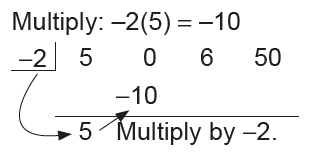 Multiply: –2(5) = –10
–2 5 0 6 50
–10
5 Multiply by –2.